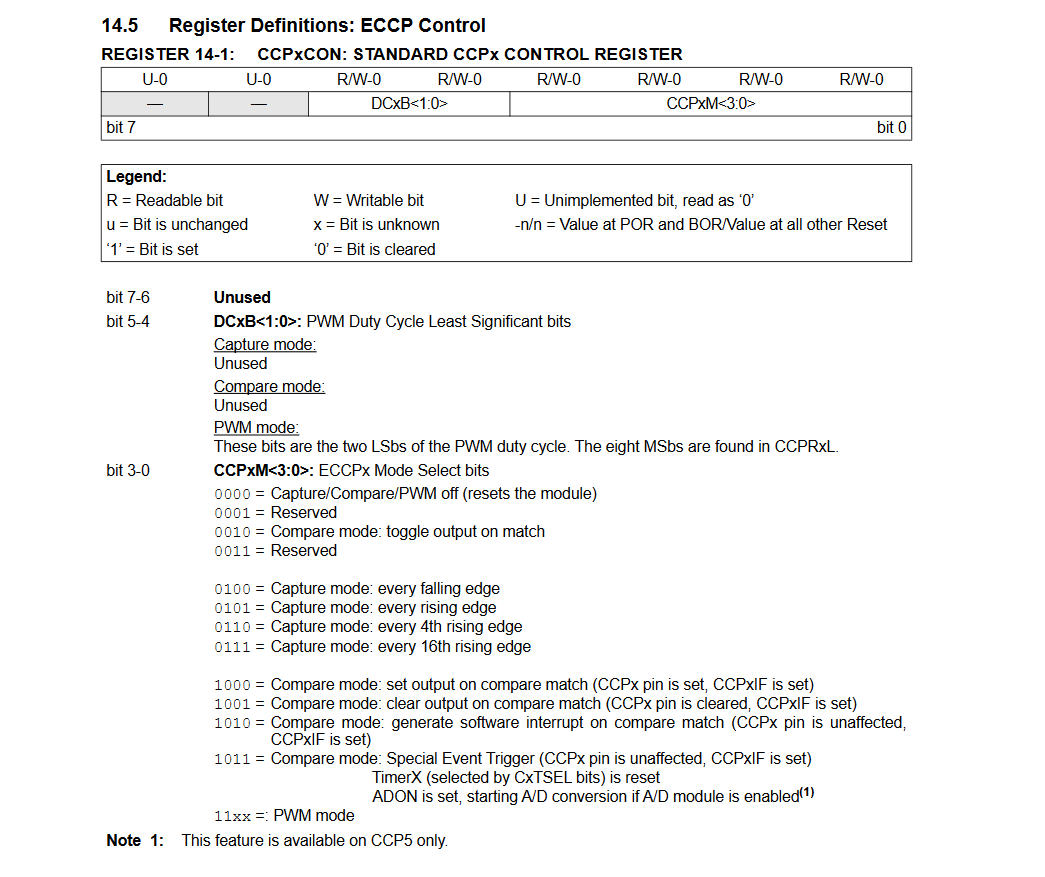 14.5 Register Definitions: ECCP Control
REGISTER 14-1: CCPxCON: STANDARD CCPx CONTROL REGISTER
U-0 U-0 R/W-0 R/W-0 R/W-0 R/W-0 R/W-0 R/W-0
— — DCxB<1:0> CCPxM<3:0>
bit 7 bit 0
Legend:
R = Readable bit W = Writable bit U = Unimplemented bit, read as ‘0’
u = Bit is unchanged x = Bit is unknown -n/n = Value at POR and BOR/Value at all other Reset
‘1’ = Bit is set ‘0’ = Bit is cleared
bit 7-6 Unused
bit 5-4 DCxB<1:0>: PWM Duty Cycle Least Significant bits
Capture mode:
Unused
Compare mode:
Unused
PWM mode:
These bits are the two LSbs of the PWM duty cycle. The eight MSbs are found in CCPRxL.
bit 3-0 CCPxM<3:0>: ECCPx Mode Select bits
0000 = Capture/Compare/PWM off (resets the module)
0001 = Reserved
0010 = Compare mode: toggle output on match
0011 = Reserved
0100 = Capture mode: every falling edge
0101 = Capture mode: every rising edge
0110 = Capture mode: every 4th rising edge
0111 = Capture mode: every 16th rising edge
1000 = Compare mode: set output on compare match (CCPx pin is set, CCPxIF is set)
1001 = Compare mode: clear output on compare match (CCPx pin is cleared, CCPxIF is set)
1010 = Compare mode: generate software interrupt on compare match (CCPx pin is unaffected,
CCPxIF is set)
1011 = Compare mode: Special Event Trigger (CCPx pin is unaffected, CCPxIF is set)
TimerX (selected by CxTSEL bits) is reset
ADON is set, starting A/D conversion if A/D module is enabled(1)
11xx =: PWM mode
Note 1: This feature is available on CCP5 only.